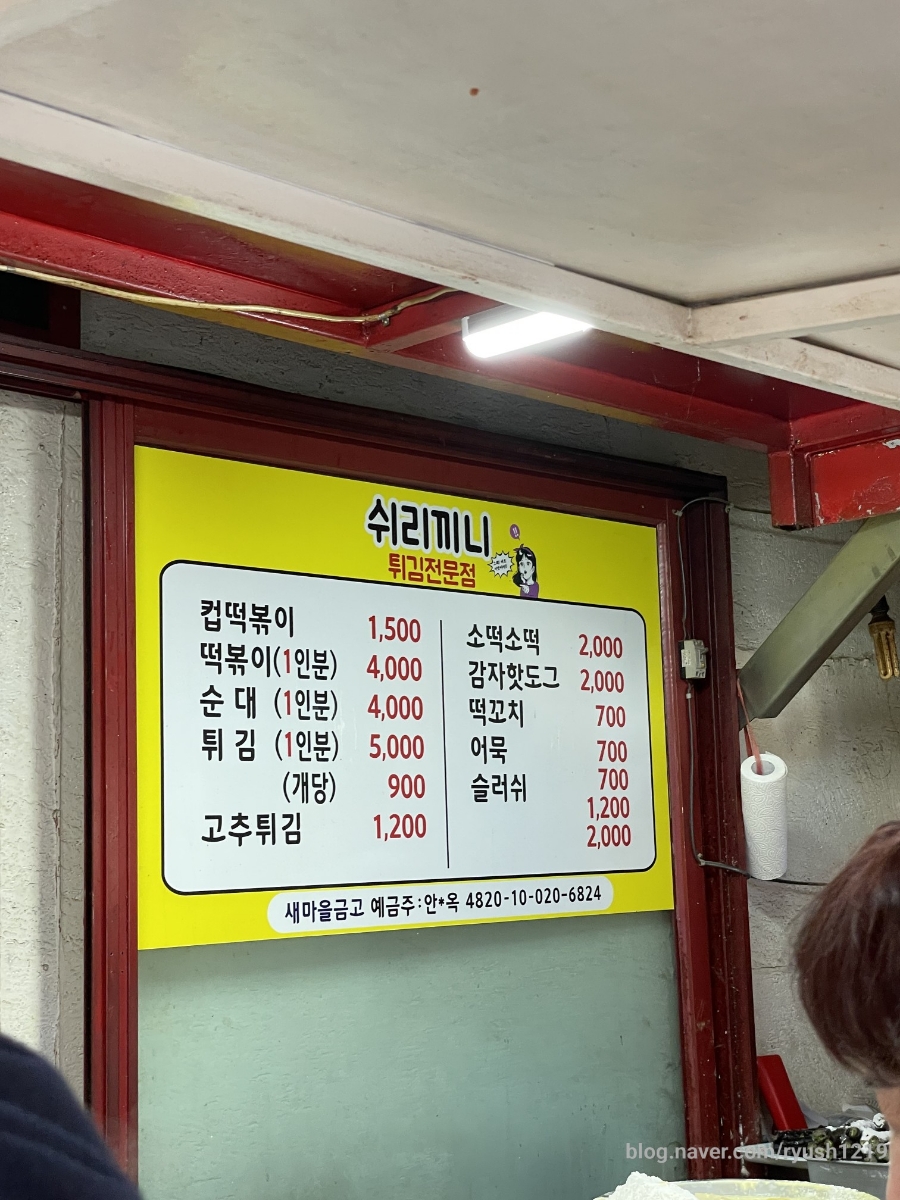 쉬리끼니
튀김전문점
컵떡볶이 1,500
떡볶이(1인분) 4,000
순 대 (1인분) 4,000
튀 김 (1인분) 5,000
(개당) 900
고추튀김 1,200
소떡소떡 2,000
감자핫도그 2,000
떡꼬치 700
어묵 700
슬러쉬 700
1,200
2,000
새마을금고 예금주:안*옥 4820-10-020-6824
blog.naver.com/ryush1219